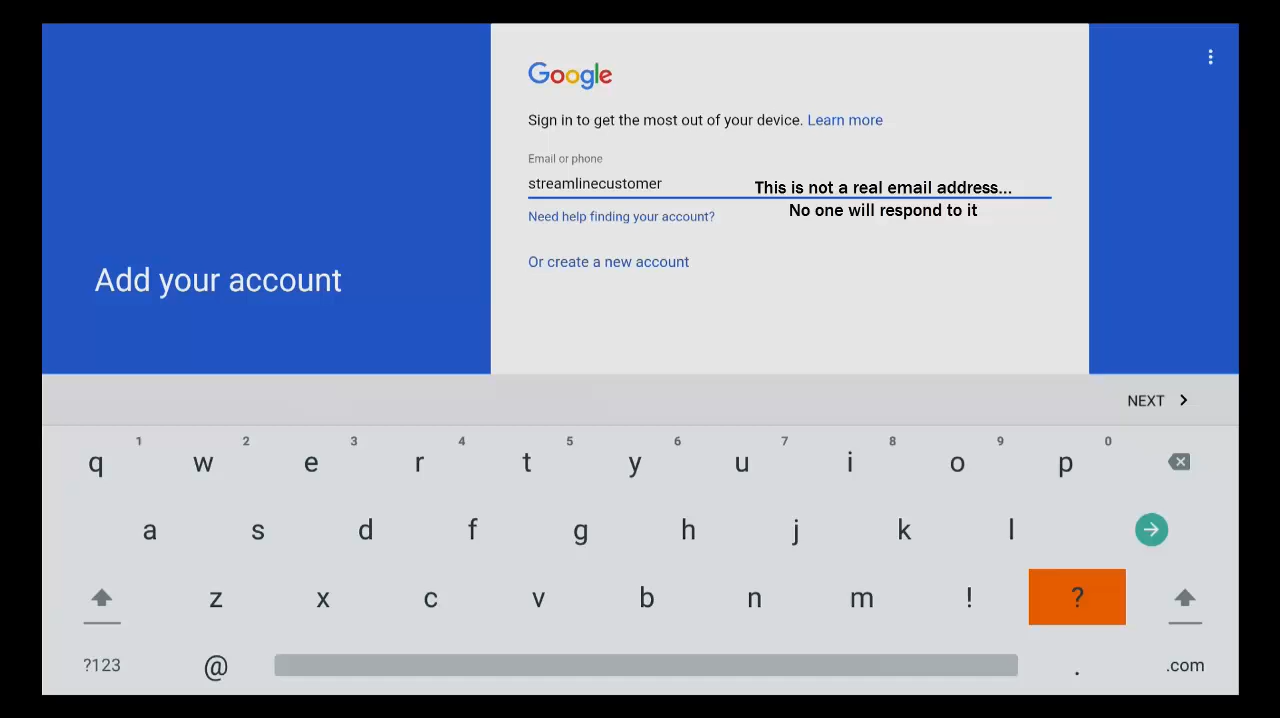 Google
Sign in to get the most out of your device. Learn more
Email or phone
streamlinecustomer
This is not a real email address...
No one will respond to it
Need help finding your account?
Or create a new account
Add your account
NEXT
1 2 3 4 5 6 7 8 9 0
q w e r t y u i o p
a s d f g h j k l
z x c v b n m ! ?
?123 @ . .com